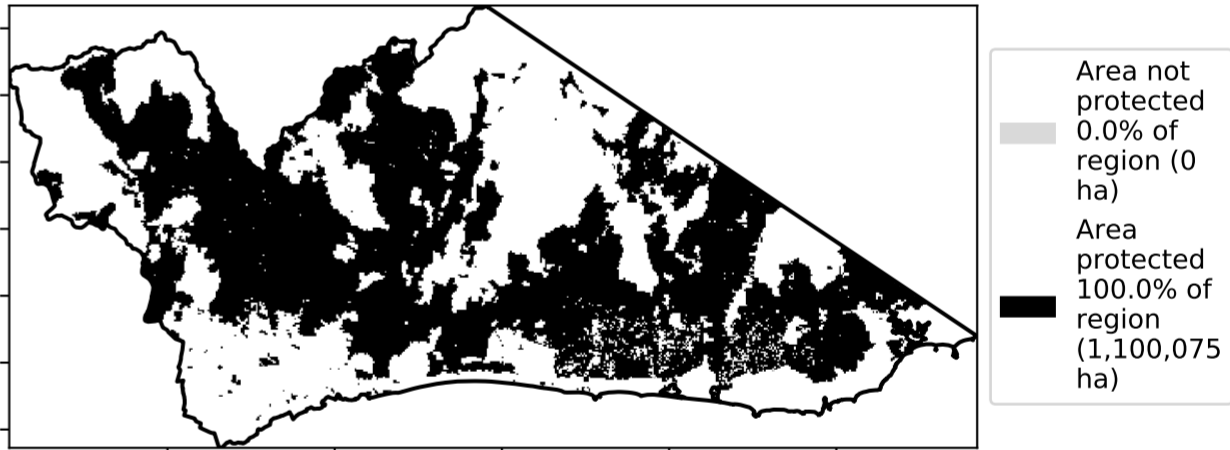 Area not
protected
0.0% of
region (0
ha)
Area
protected
100.0% of
region
(1,100,075
ha)